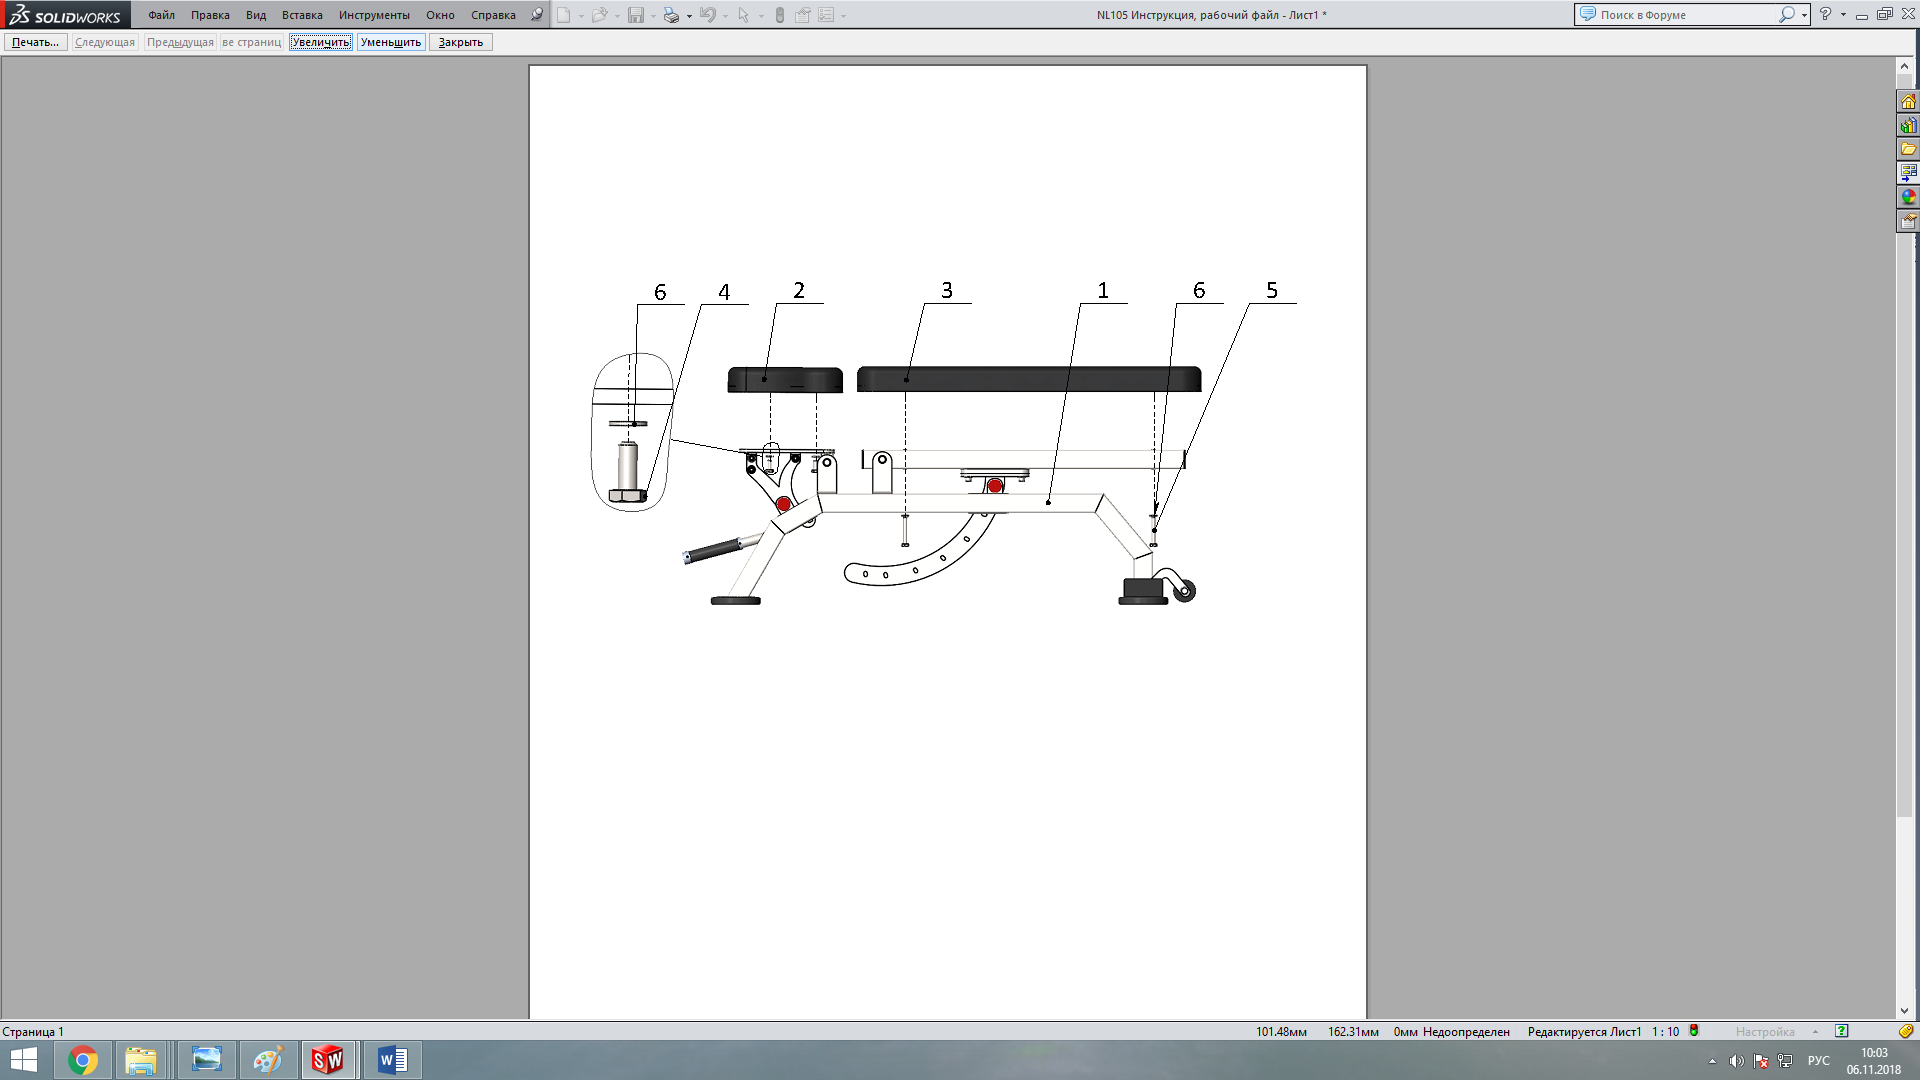 SOLIDWORKS Файл Правка Вид Вставка Инструменты Окно Справка NL105 Инструкция, рабочий файл - Лист1 * Поиск в Форуме
Печать... Следующая Предыдущая ве страниц Увеличить Уменьшить Закрыть
6 4 2 3 1 6 5
Страница 1 101.48мм 162.31мм 0мм Недоопределен Редактируется Лист1 1 : 10 Настройка
РУС 10:03
06.11.2018